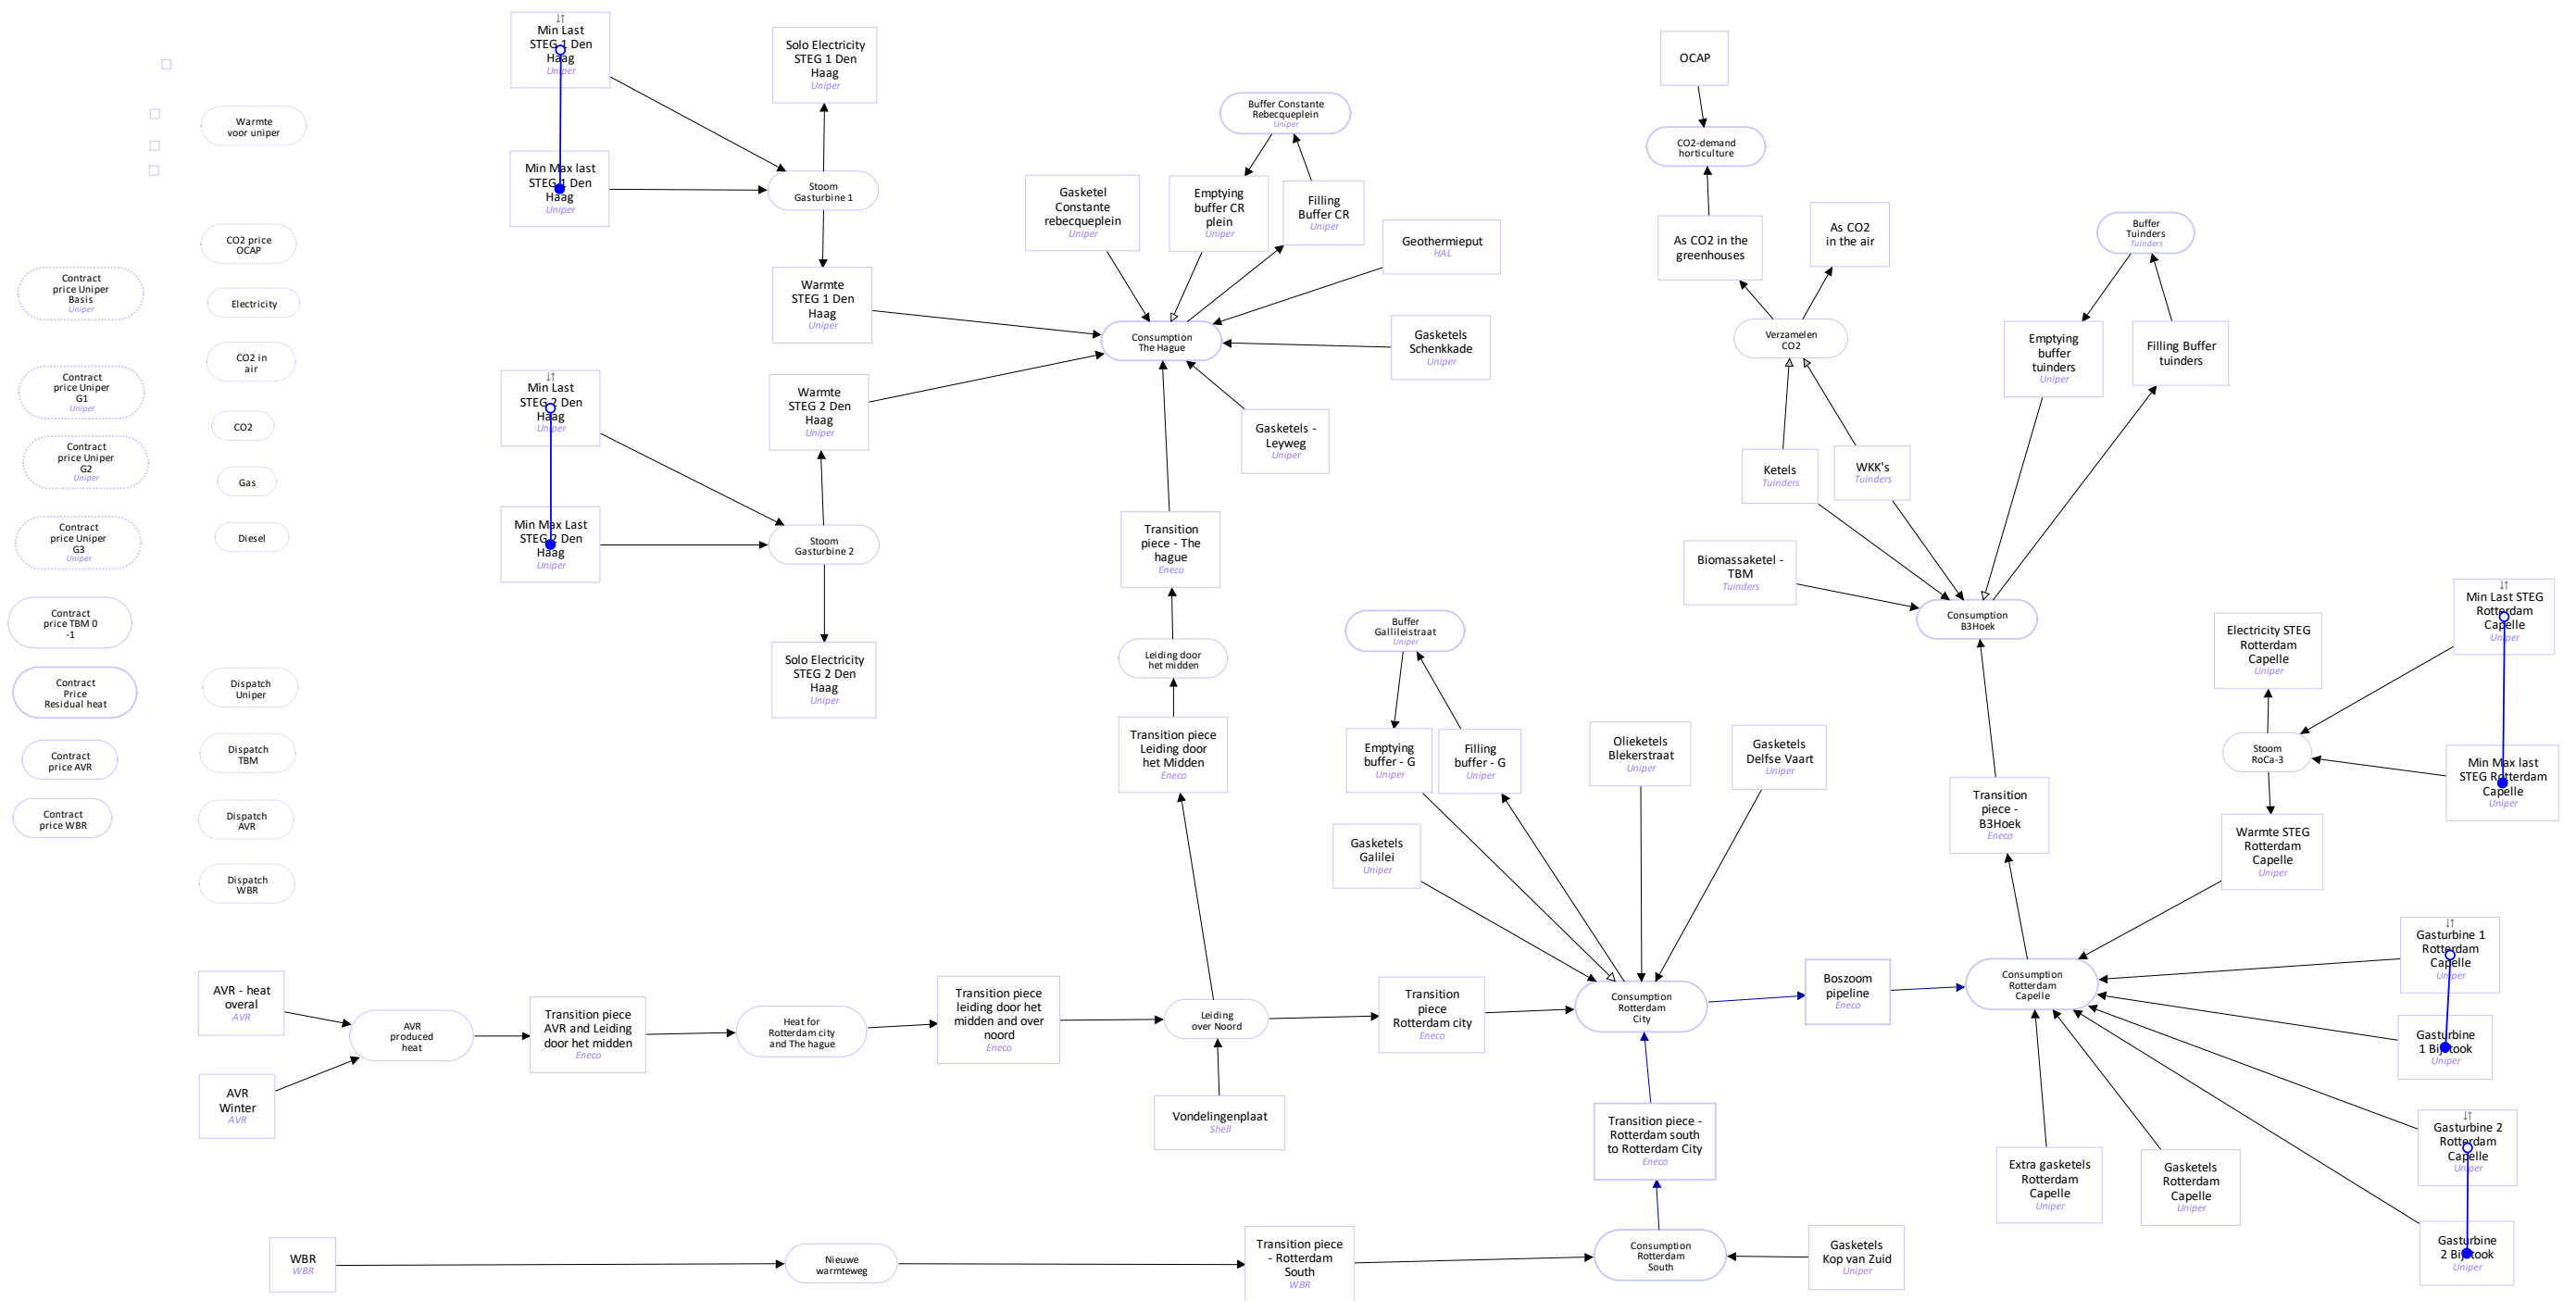 Min Last
STEG 1 Den
Haag
Uniper
Min Max last
STEG 1 Den
Haag
Uniper
Solo Electricity
STEG 1 Den
Haag
Uniper
Stoom
Gasturbine 1
Warmte
STEG 1 Den
Haag
Uniper
Warmte
voor uniper
CO2 price
OCAP
Electricity
CO2 in
air
CO2
Gas
Diesel
Dispatch
Uniper
Dispatch
TBM
Dispatch
AVR
Dispatch
WBR
Contract
price Uniper
Basis
Uniper
Contract
price Uniper
G1
Uniper
Contract
price Uniper
G2
Uniper
Contract
price Uniper
G3
Uniper
Contract
price TBM 0
-1
Contract
Price
Residual heat
Contract
price AVR
Contract
price WBR
Min Last
STEG 2 Den
Haag
Uniper
Min Max Last
STEG 2 Den
Haag
Uniper
Warmte
STEG 2 Den
Haag
Uniper
Stoom
Gasturbine 2
Solo Electricity
STEG 2 Den
Haag
Uniper
Buffer Constante
Rebecqueplein
Uniper
Gasketel
Constante
rebecqueplein
Uniper
Emptying
buffer CR
plein
Uniper
Filling
Buffer CR
Uniper
Geothermieput
HAL
Consumption
The Hague
Gasketels
Schenkkade
Uniper
Gasketels -
Leyweg
Uniper
Transition
piece - The
hague
Eneco
Leiding door
het midden
Transition piece
Leiding door
het Midden
Eneco
OCAP
CO2-demand
horticulture
As CO2 in the
greenhouses
As CO2
in the air
Verzamelen
CO2
Ketels
Tuinders
WKK's
Tuinders
Biomassaketel -
TBM
Tuinders
Buffer
Tuinders
Tuinders
Emptying
buffer
tuinders
Uniper
Filling Buffer
tuinders
Consumption
B3Hoek
Transition
piece -
B3Hoek
Eneco
Electricity STEG
Rotterdam
Capelle
Uniper
Min Last STEG
Rotterdam
Capelle
Uniper
Stoom
RoCa-3
Min Max last
STEG Rotterdam
Capelle
Uniper
Warmte STEG
Rotterdam
Capelle
Uniper
Buffer
Gallileistraat
Uniper
Emptying
buffer - G
Uniper
Filling
buffer - G
Uniper
Olieketels
Blekerstraat
Uniper
Gasketels
Delfse Vaart
Uniper
Gasketels
Galilei
Uniper
AVR - heat
overal
AVR
AVR
Winter
AVR
AVR
produced
heat
Transition piece
AVR and Leiding
door het midden
Eneco
Heat for
Rotterdam city
and The hague
Transition piece
leiding door het
midden and over
noord
Eneco
Leiding
over Noord
Vondelingenplaat
Shell
Transition
piece
Rotterdam city
Eneco
Consumption
Rotterdam
City
Boszoom
pipeline
Eneco
Consumption
Rotterdam
Capelle
Gasturbine 1
Rotterdam
Capelle
Uniper
Gasturbine
1 Bijstook
Uniper
Gasturbine 2
Rotterdam
Capelle
Uniper
Gasturbine
2 Bijstook
Uniper
Extra gasketels
Rotterdam
Capelle
Uniper
Gasketels
Rotterdam
Capelle
Uniper
Transition piece -
Rotterdam south
to Rotterdam City
Eneco
WBR
WBR
Nieuwe
warmteweg
Transition piece
- Rotterdam
South
WBR
Consumption
Rotterdam
South
Gasketels
Kop van Zuid
Uniper